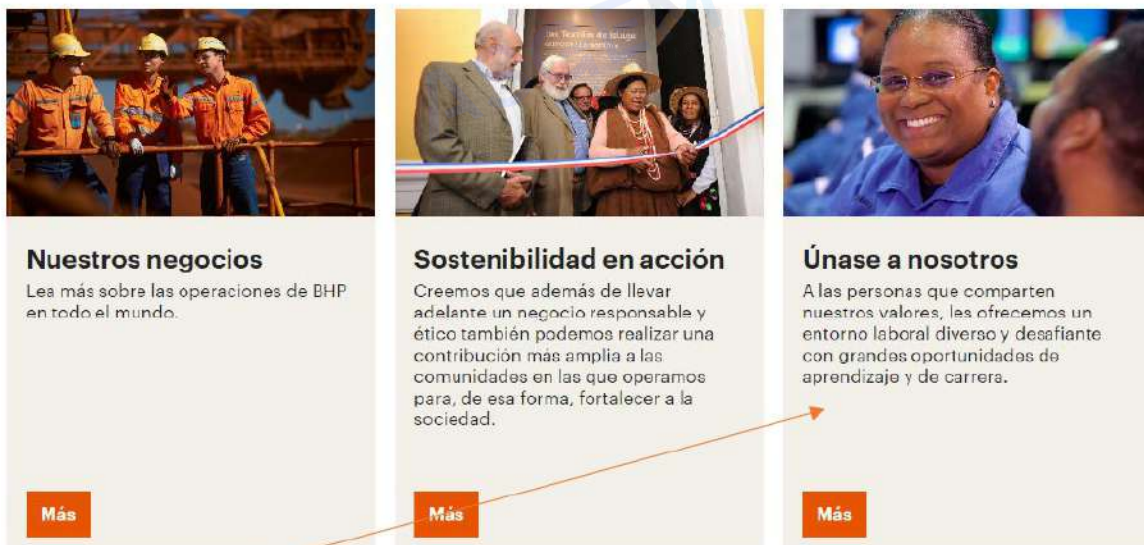 Nuestros negocios
Lea más sobre las operaciones de BHP
en todo el mundo.
Más
Sostenibilidad en acción
Creemos que además de llevar
adelante un negocio responsable y
ético también podemos realizar una
contribución más amplia a las
comunidades en las que operamos
para, de esa forma, fortalecer a la
sociedad.
Más
Únase a nosotros
A las personas que comparten
nuestros valores, les ofrecemos un
entorno laboral diverso y desafiante
con grandes oportunidades de
aprendizaje y de carrera.
Más